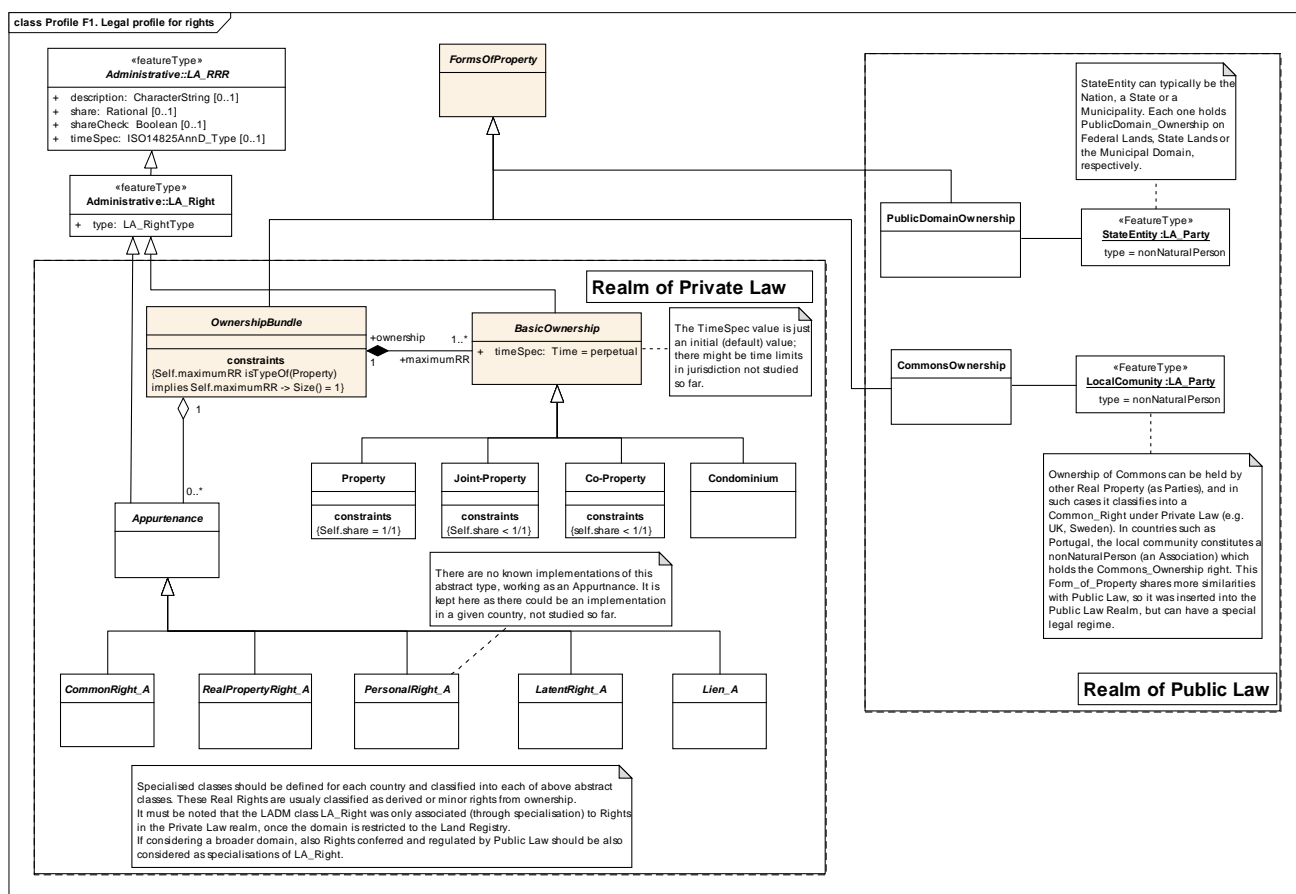 class Profile F1. Legal profile for rights
«featureType»
Administrative::LA_RRR
+ description: CharacterString [0..1]
+ share: Rational [0..1]
+ shareCheck: Boolean [0..1]
+ timeSpec: ISO14825AnnD_Type [0..1]
«featureType»
Administrative::LA_Right
+ type: LA_RightType
FormsOfProperty
StateEntity can typically be the
Nation, a State or a
Municipality. Each one holds
PublicDomain_Ownership on
Federal Lands, State Lands or
the Municipal Domain,
respectively.
PublicDomainOwnership
«FeatureType»
StateEntity :LA_Party
type = nonNaturalPerson
Realm of Private Law
OwnershipBundle
constraints
{Self.maximumRR isTypeOf(Property)
implies Self.maximumRR -> Size() = 1}
+ownership
1
1..*
+maximumRR
BasicOwnership
+ timeSpec: Time = perpetual
The TimeSpec value is just
an initial (default) value;
there might be time limits
in jurisdiction not studied
so far.
CommonsOwnership
«FeatureType»
LocalComunity :LA_Party
type = nonNaturalPerson
1
0..*
Property
constraints
{Self.share = 1/1}
Joint-Property
constraints
{Self.share < 1/1}
Co-Property
constraints
{self.share < 1/1}
Condominium
Appurtenance
Ownership of Commons can be held by
other Real Property (as Parties), and in
such cases it classifies into a
Common_Right under Private Law (e.g.
UK, Sweden). In countries such as
Portugal, the local community constitutes a
nonNaturalPerson (an Association) which
holds the Commons_Ownership right. This
Form_of_Property shares more similarities
with Public Law, so it was inserted into the
Public Law Realm, but can have a special
legal regime.
There are no known implementations of this
abstract type, working as an Appurtnance. It is
kept here as there could be an implementation
in a given country, not studied so far.
CommonRight_A
RealPropertyRight_A
PersonalRight_A
LatentRight_A
Lien_A
Realm of Public Law
Specialised classes should be defined for each country and classified into each of above abstract
classes. These Real Rights are usualy classified as derived or minor rights from ownership.
It must be noted that the LADM class LA_Right was only associated (through specialisation) to Rights
in the Private Law realm, once the domain is restricted to the Land Registry.
If considering a broader domain, also Rights conferred and regulated by Public Law should be also
considered as specialisations of LA_Right.